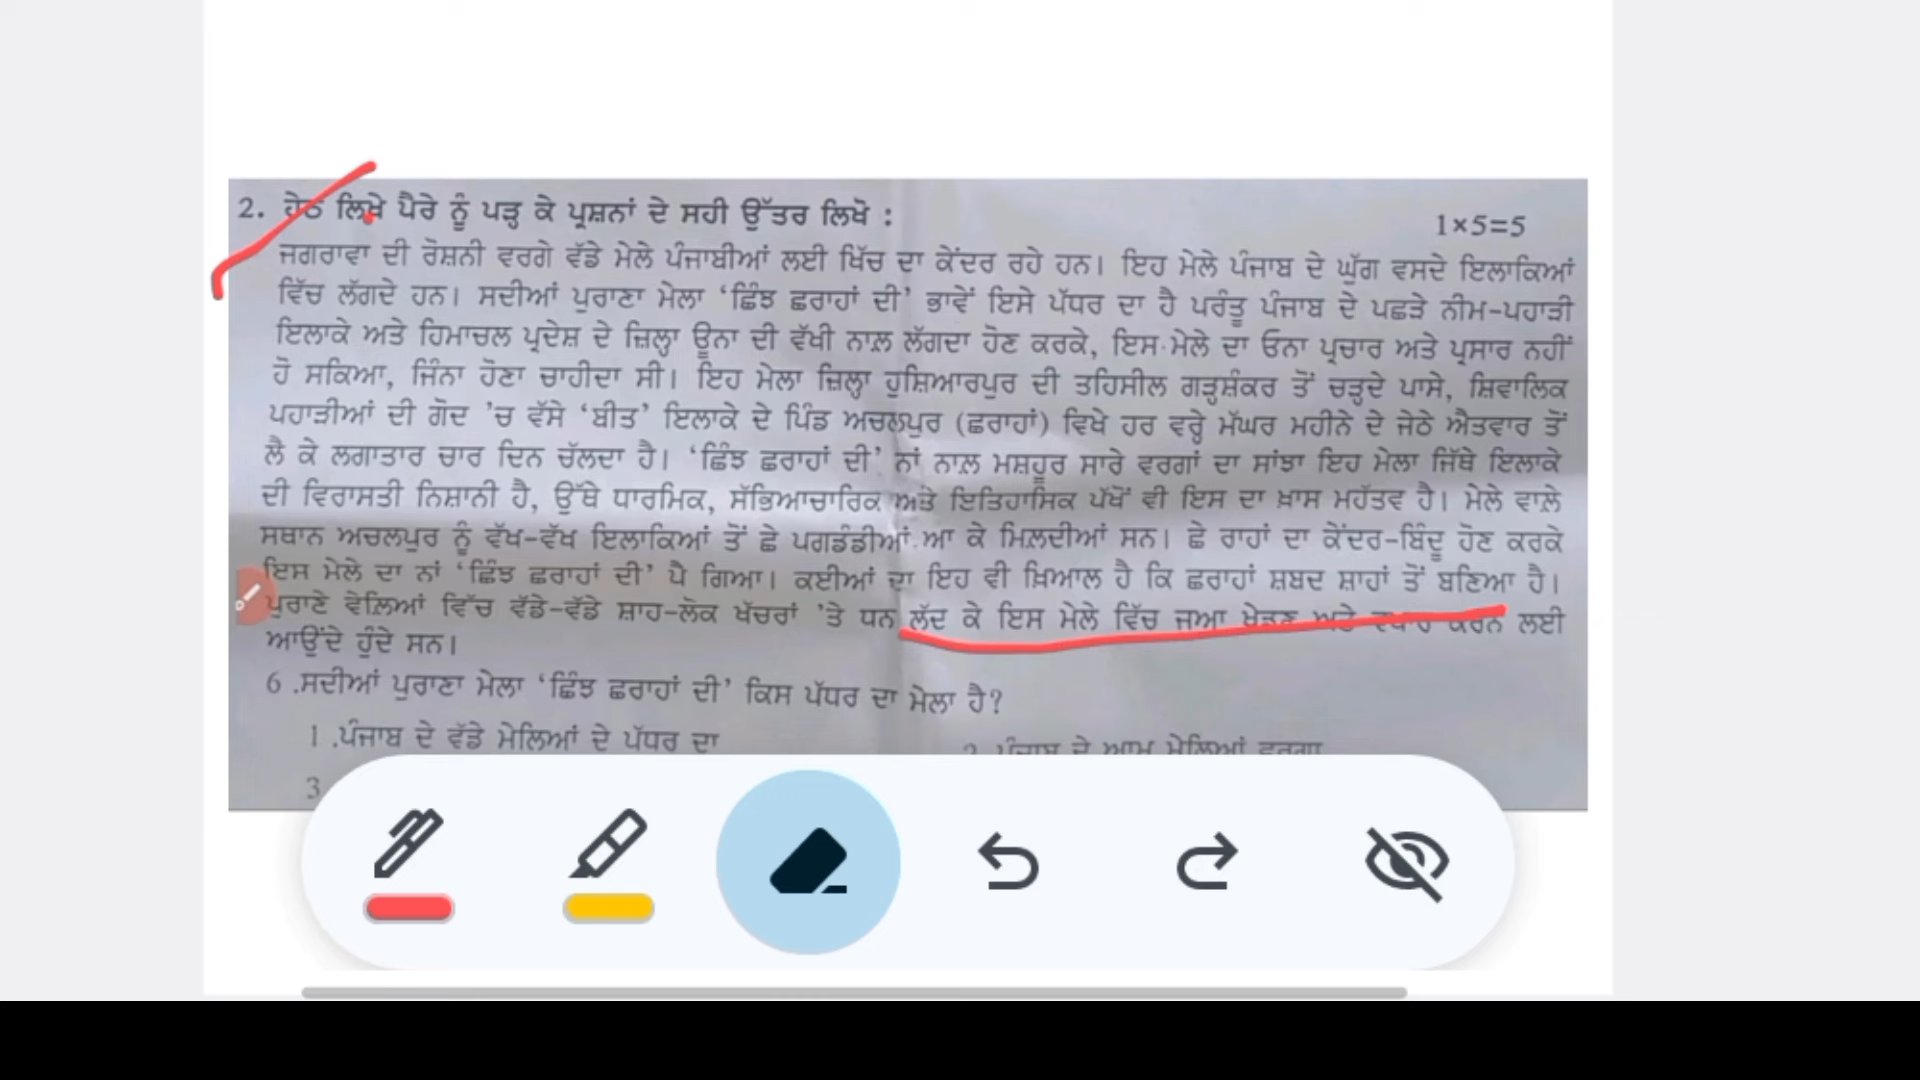 2. ਹੇਠ ਲਿਖੇ ਪੈਰੇ ਨੂੰ ਪੜ੍ਹ ਕੇ ਪ੍ਰਸ਼ਨਾਂ ਦੇ ਸਹੀ ਉੱਤਰ ਲਿਖੋ : 1×5=5
ਜਗਰਾਵਾ ਦੀ ਰੋਸ਼ਨੀ ਵਰਗੇ ਵੱਡੇ ਮੇਲੇ ਪੰਜਾਬੀਆਂ ਲਈ ਖਿੱਚ ਦਾ ਕੇਂਦਰ ਰਹੇ ਹਨ। ਇਹ ਮੇਲੇ ਪੰਜਾਬ ਦੇ ਘੁੱਗ ਵਸਦੇ ਇਲਾਕਿਆਂ
ਵਿੱਚ ਲੱਗਦੇ ਹਨ। ਸਦੀਆਂ ਪੁਰਾਣਾ ਮੇਲਾ 'ਛਿੰਝ ਛਰਾਹਾਂ ਦੀ' ਭਾਵੇਂ ਇਸੇ ਪੱਧਰ ਦਾ ਹੈ ਪਰੰਤੂ ਪੰਜਾਬ ਦੇ ਪਛੜੇ ਨੀਮ-ਪਹਾੜੀ
ਇਲਾਕੇ ਅਤੇ ਹਿਮਾਚਲ ਪ੍ਰਦੇਸ਼ ਦੇ ਜ਼ਿਲ੍ਹਾ ਊਨਾ ਦੀ ਵੱਖੀ ਨਾਲ਼ ਲੱਗਦਾ ਹੋਣ ਕਰਕੇ, ਇਸ ਮੇਲੇ ਦਾ ਓਨਾ ਪ੍ਰਚਾਰ ਅਤੇ ਪ੍ਰਸਾਰ ਨਹੀਂ
ਹੋ ਸਕਿਆ, ਜਿੰਨਾ ਹੋਣਾ ਚਾਹੀਦਾ ਸੀ। ਇਹ ਮੇਲਾ ਜ਼ਿਲ੍ਹਾ ਹੁਸ਼ਿਆਰਪੁਰ ਦੀ ਤਹਿਸੀਲ ਗੜ੍ਹਸ਼ੰਕਰ ਤੋਂ ਚੜ੍ਹਦੇ ਪਾਸੇ, ਸ਼ਿਵਾਲਿਕ
ਪਹਾੜੀਆਂ ਦੀ ਗੋਦ 'ਚ ਵੱਸੇ 'ਬੀਤ' ਇਲਾਕੇ ਦੇ ਪਿੰਡ ਅਚਲਪੁਰ (ਛਰਾਹਾਂ) ਵਿਖੇ ਹਰ ਵਰ੍ਹੇ ਮੱਘਰ ਮਹੀਨੇ ਦੇ ਜੇਠੇ ਐਤਵਾਰ ਤੋਂ
ਲੈ ਕੇ ਲਗਾਤਾਰ ਚਾਰ ਦਿਨ ਚੱਲਦਾ ਹੈ। 'ਛਿੰਝ ਛਰਾਹਾਂ ਦੀ' ਨਾਂ ਨਾਲ਼ ਮਸ਼ਹੂਰ ਸਾਰੇ ਵਰਗਾਂ ਦਾ ਸਾਂਝਾ ਇਹ ਮੇਲਾ ਜਿੱਥੇ ਇਲਾਕੇ
ਦੀ ਵਿਰਾਸਤੀ ਨਿਸ਼ਾਨੀ ਹੈ, ਉੱਥੇ ਧਾਰਮਿਕ, ਸੱਭਿਆਚਾਰਿਕ ਅਤੇ ਇਤਿਹਾਸਿਕ ਪੱਖੋਂ ਵੀ ਇਸ ਦਾ ਖ਼ਾਸ ਮਹੱਤਵ ਹੈ। ਮੇਲੇ ਵਾਲ਼ੇ
ਸਥਾਨ ਅਚਲਪੁਰ ਨੂੰ ਵੱਖ-ਵੱਖ ਇਲਾਕਿਆਂ ਤੋਂ ਛੇ ਪਗਡੰਡੀਆਂ ਆ ਕੇ ਮਿਲ਼ਦੀਆਂ ਸਨ। ਛੇ ਰਾਹਾਂ ਦਾ ਕੇਂਦਰ-ਬਿੰਦੂ ਹੋਣ ਕਰਕੇ
ਇਸ ਮੇਲੇ ਦਾ ਨਾਂ 'ਛਿੰਝ ਛਰਾਹਾਂ ਦੀ' ਪੈ ਗਿਆ। ਕਈਆਂ ਦਾ ਇਹ ਵੀ ਖ਼ਿਆਲ ਹੈ ਕਿ ਛਰਾਹਾਂ ਸ਼ਬਦ ਸ਼ਾਹਾਂ ਤੋਂ ਬਣਿਆ ਹੈ।
ਪੁਰਾਣੇ ਵੇਲਿਆਂ ਵਿੱਚ ਵੱਡੇ-ਵੱਡੇ ਸ਼ਾਹ-ਲੋਕ ਖੱਚਰਾਂ 'ਤੇ ਧਨ ਲੱਦ ਕੇ ਇਸ ਮੇਲੇ ਵਿੱਚ ਜੂਆ ਖੇਡਣ ਅਤੇ ਵਪਾਰ ਕਰਨ ਲਈ
ਆਉਂਦੇ ਹੁੰਦੇ ਸਨ।
6 .ਸਦੀਆਂ ਪੁਰਾਣਾ ਮੇਲਾ 'ਛਿੰਝ ਛਰਾਹਾਂ ਦੀ' ਕਿਸ ਪੱਧਰ ਦਾ ਮੇਲਾ ਹੈ?
1 .ਪੰਜਾਬ ਦੇ ਵੱਡੇ ਮੇਲਿਆਂ ਦੇ ਪੱਧਰ ਦਾ
2. ਪੰਜਾਬ ਦੇ ਆਮ ਮੇਲਿਆਂ ਵਰਗਾ
3